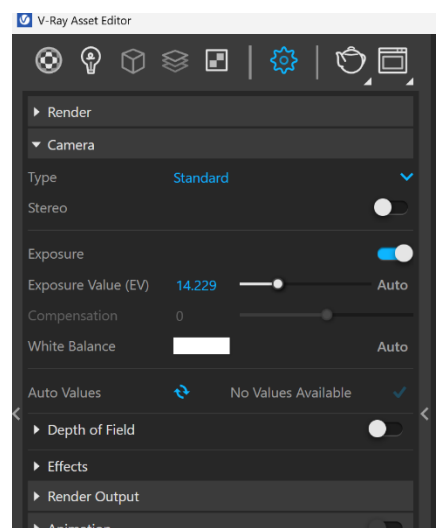 V-Ray Asset Editor
Render
Camera
Type Standard
Stereo
Exposure
Exposure Value (EV) 14.229 Auto
Compensation 0
White Balance Auto
Auto Values No Values Available
Depth of Field
Effects
Render Output
Animation